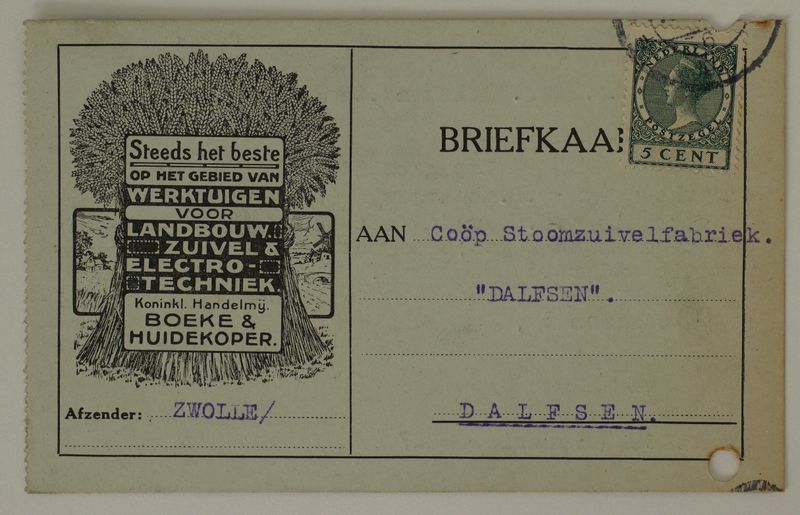 Steeds het beste
OP HET GEBIED VAN
WERKTUIGEN
VOOR
LANDBOUW.
ZUIVEL &
ELECTRO-
TECHNIEK.
Koninkl. Handelmij.
BOEKE &
HUIDEKOPER.
Afzender: ZWOLLE/
NEDERLAND
POSTZEGEL
5 CENT
BRIEFKAA
AAN Coöp Stoomzuivelfabriek.
"DALFSEN".
DALFSEN.